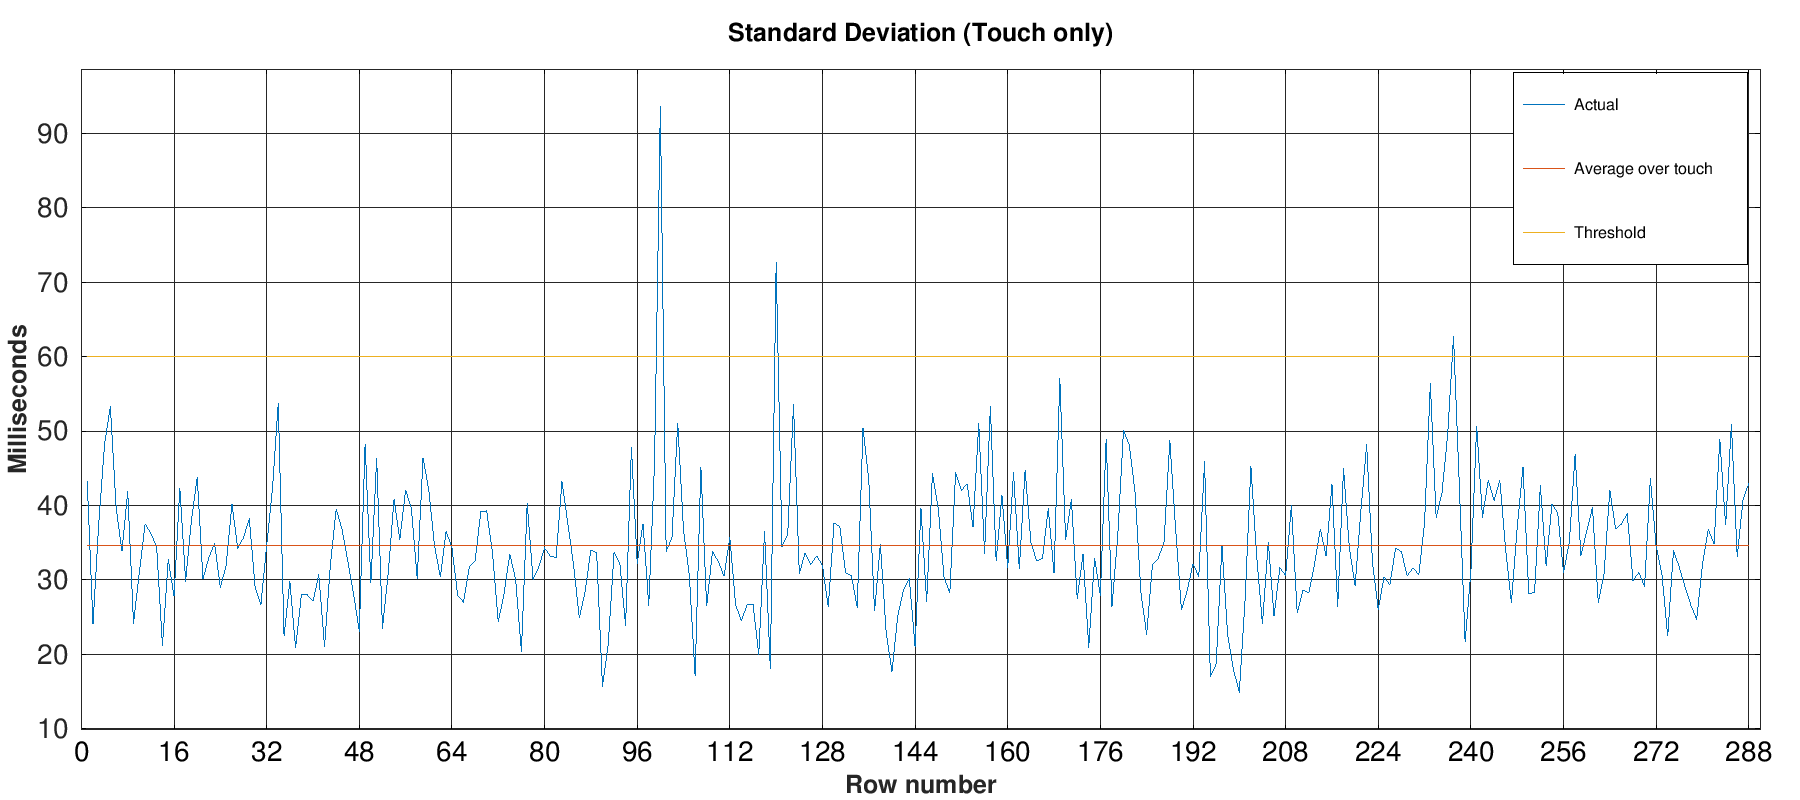 Standard Deviation (Touch only)
Actual
Average over touch
Threshold
90
80
70
60
50
40
30
20
10
Milliseconds
0 16 32 48 64 80 96 112 128 144 160 176 192 208 224 240 256 272 288
Row number